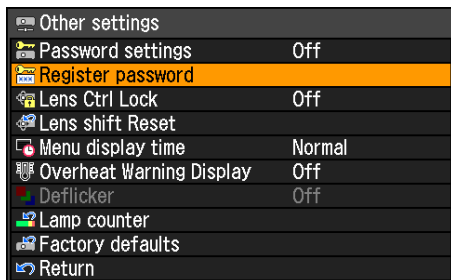 Other settings
Password settings Off
Register password
Lens Ctrl Lock Off
Lens shift Reset
Menu display time Normal
Overheat Warning Display Off
Deflicker Off
Lamp counter
Factory defaults
Return